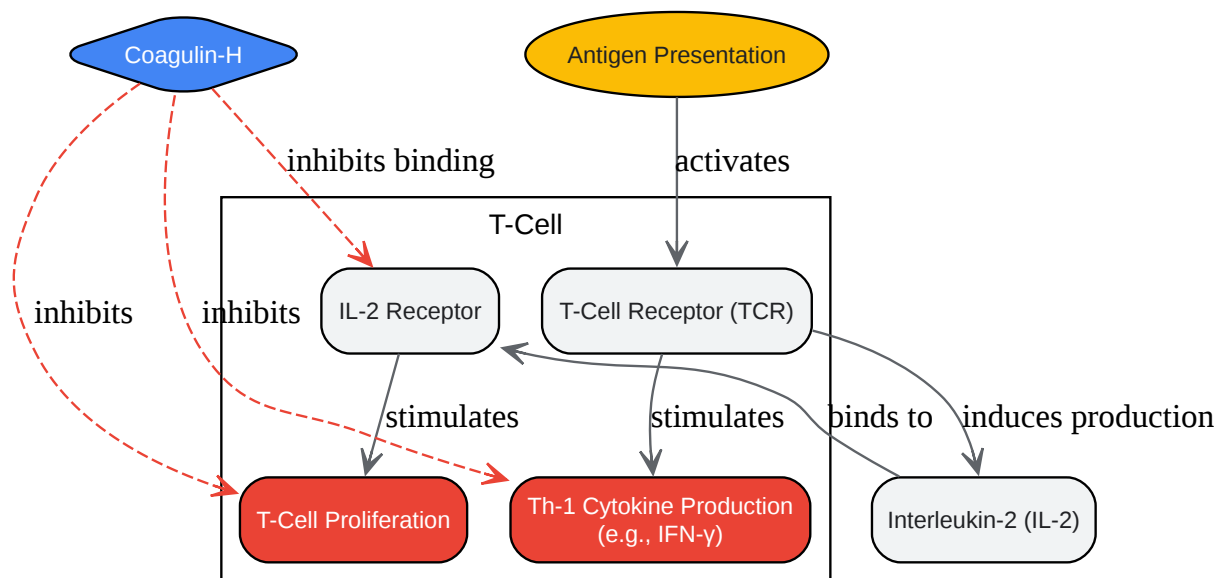 Coagulin-H
Antigen Presentation
inhibits binding
activates
T-Cell
inhibits
inhibits
IL-2 Receptor
T-Cell Receptor (TCR)
stimulates
stimulates
binds to
induces production
T-Cell Proliferation
Th-1 Cytokine Production
(e.g., IFN-γ)
Interleukin-2 (IL-2)